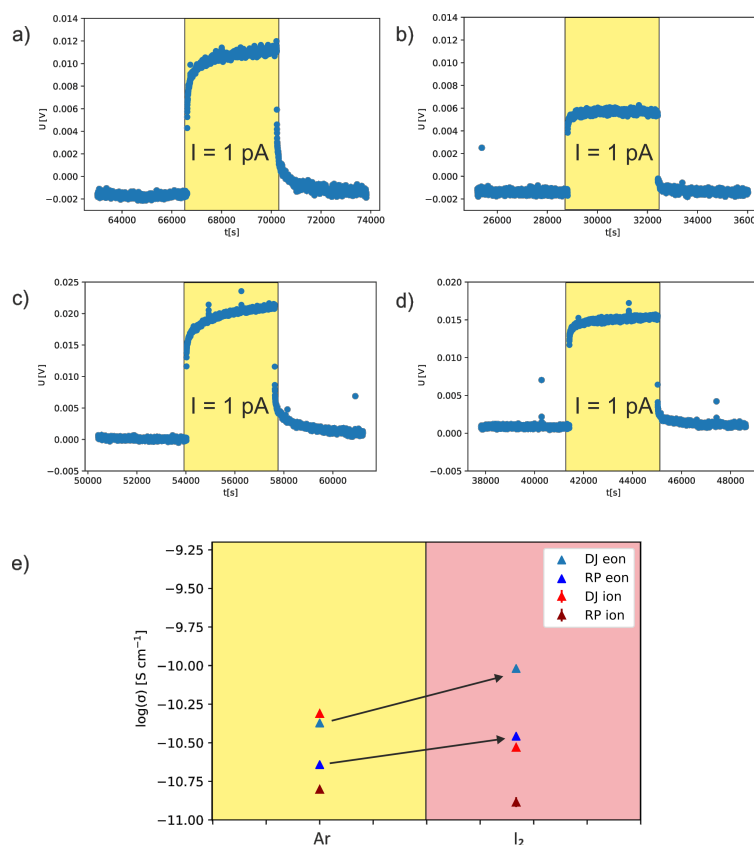 a)
0.014
0.012
0.010
0.008
0.006
0.004
0.002
0.000
−0.002
U [V]
I = 1 pA
64000 66000 68000 70000 72000 74000
t[s]
b)
0.014
0.012
0.010
0.008
0.006
0.004
0.002
0.000
−0.002
U [V]
I = 1 pA
26000 28000 30000 32000 34000 36000
t[s]
c)
0.025
0.020
0.015
0.010
0.005
0.000
−0.005
U [V]
I = 1 pA
50000 52000 54000 56000 58000 60000
t[s]
d)
0.020
0.015
0.010
0.005
0.000
−0.005
U [V]
I = 1 pA
38000 40000 42000 44000 46000 48000
t[s]
e)
−9.25
−9.50
−9.75
−10.00
−10.25
−10.50
−10.75
−11.00
log(σ) [S cm⁻¹]
DJ eon
RP eon
DJ ion
RP ion
Ar I₂